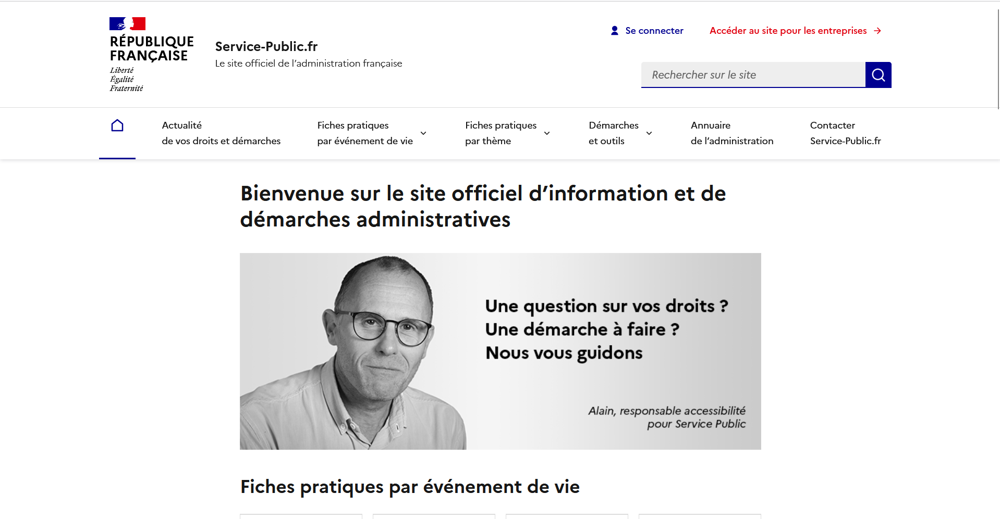 RÉPUBLIQUE
FRANÇAISE
Liberté
Égalité
Fraternité
Service-Public.fr
Le site officiel de l’administration française
Se connecter
Accéder au site pour les entreprises
Rechercher sur le site
Actualité
de vos droits et démarches
Fiches pratiques
par événement de vie
Fiches pratiques
par thème
Démarches
et outils
Annuaire
de l’administration
Contacter
Service-Public.fr
Bienvenue sur le site officiel d’information et de
démarches administratives
Une question sur vos droits ?
Une démarche à faire ?
Nous vous guidons
Alain, responsable accessibilité
pour Service Public
Fiches pratiques par événement de vie